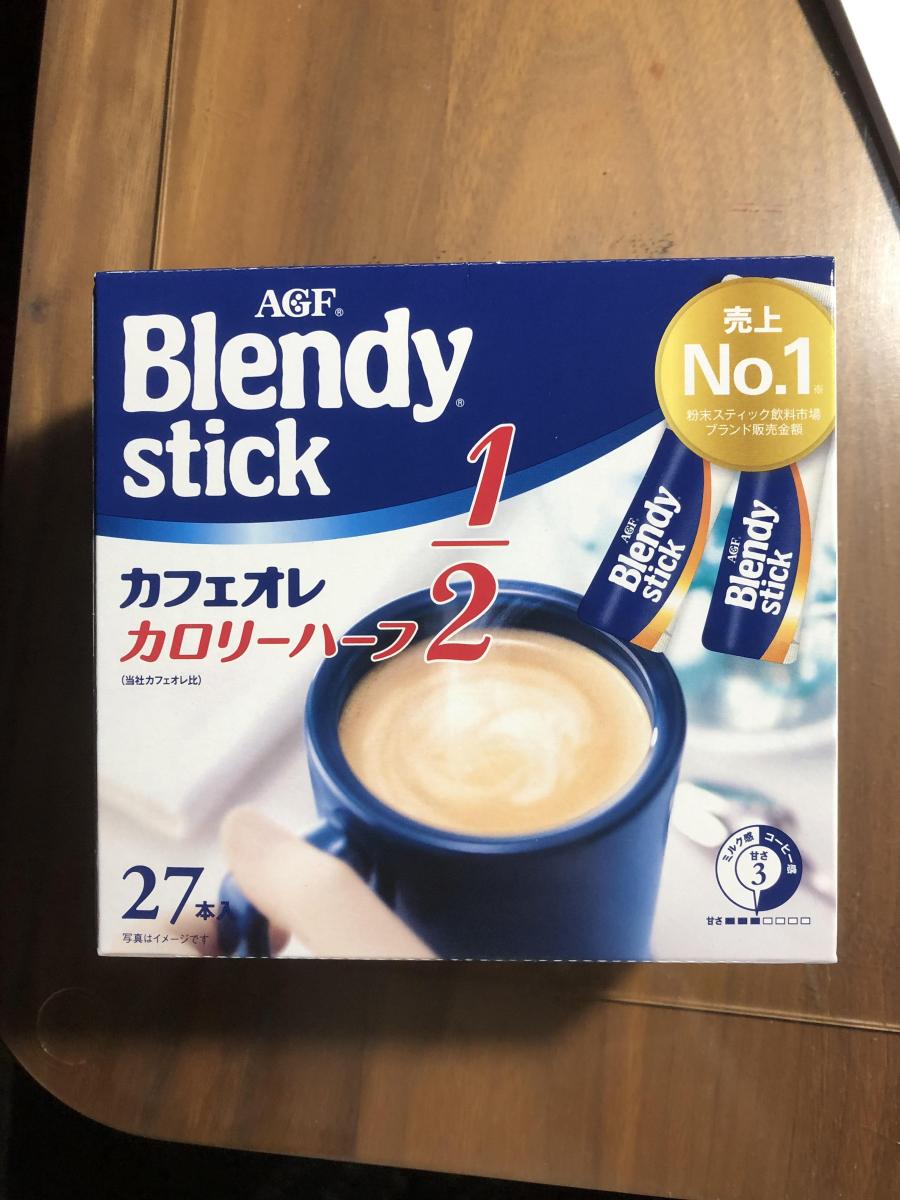 AGF®
Blendy®
stick
売上
No.1※
粉末スティック飲料市場
ブランド販売金額
AGF®
Blendy®
stick
AGF®
Blendy®
stick
1
2
カフェオレ
カロリーハーフ
(当社カフェオレ比)
ミルク感
コーヒー感
甘さ
3
甘さ
27本入
写真はイメージです